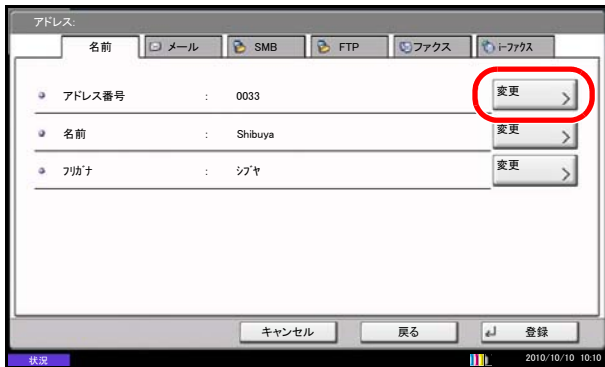 アドレス:
名前 メール SMB FTP ファクス i-ファクス
アドレス番号 : 0033 変更
名前 : Shibuya 変更
フリガナ : シブヤ 変更
キャンセル 戻る 登録
状況 2010/10/10 10:10